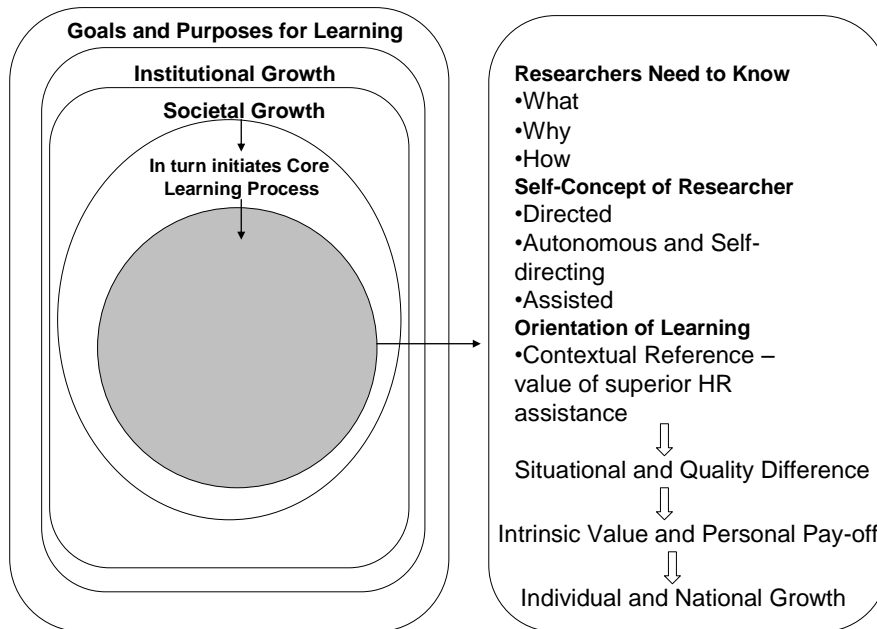 Goals and Purposes for Learning
Institutional Growth
Societal Growth
In turn initiates Core
Learning Process
Researchers Need to Know
•What
•Why
•How
Self-Concept of Researcher
•Directed
•Autonomous and Self-
directing
•Assisted
Orientation of Learning
•Contextual Reference –
value of superior HR
assistance
Situational and Quality Difference
Intrinsic Value and Personal Pay-off
Individual and National Growth